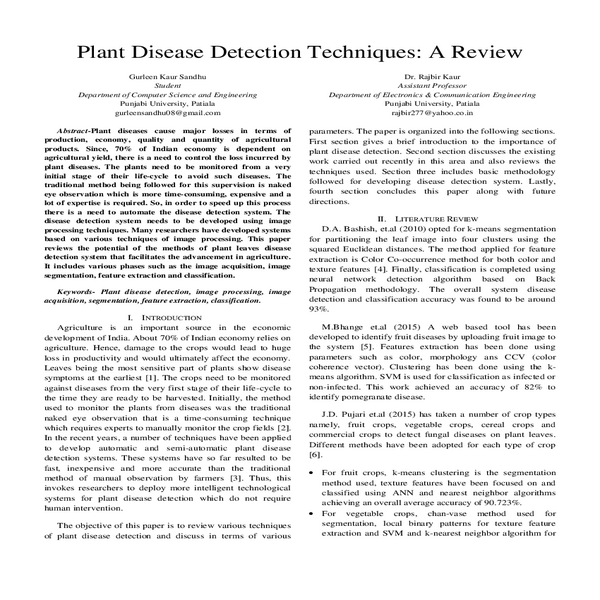 Plant Disease Detection Techniques: A Review
Gurleen Kaur Sandhu
Student
Department of Computer Science and Engineering
Punjabi University, Patiala
gurleensandhu08@gmail.com
Dr. Rajbir Kaur
Assistant Professor
Department of Electronics & Communication Engineering
Punjabi University, Patiala
rajbir277@yahoo.co.in
Abstract-Plant diseases cause major losses in terms of
production, economy, quality and quantity of agricultural
products. Since, 70% of Indian economy is dependent on
agricultural yield, there is a need to control the loss incurred by
plant diseases. The plants need to be monitored from a very
initial stage of their life-cycle to avoid such diseases. The
traditional method being followed for this supervision is naked
eye observation which is more time-consuming, expensive and a
lot of expertise is required. So, in order to speed up this process
there is a need to automate the disease detection system. The
disease detection system needs to be developed using image
processing techniques. Many researchers have developed systems
based on various techniques of image processing. This paper
reviews the potential of the methods of plant leaves disease
detection system that facilitates the advancement in agriculture.
It includes various phases such as the image acquisition, image
segmentation, feature extraction and classification.
Keywords- Plant disease detection, image processing, image
acquisition, segmentation, feature extraction, classification.
I. INTRODUCTION
Agriculture is an important source in the economic
development of India. About 70% of Indian economy relies on
agriculture. Hence, damage to the crops would lead to huge
loss in productivity and would ultimately affect the economy.
Leaves being the most sensitive part of plants show disease
symptoms at the earliest [1]. The crops need to be monitored
against diseases from the very first stage of their life-cycle to
the time they are ready to be harvested. Initially, the method
used to monitor the plants from diseases was the traditional
naked eye observation that is a time-consuming technique
which requires experts to manually monitor the crop fields [2].
In the recent years, a number of techniques have been applied
to develop automatic and semi-automatic plant disease
detection systems. These systems have so far resulted to be
fast, inexpensive and more accurate than the traditional
method of manual observation by farmers [3]. Thus, this
invokes researchers to deploy more intelligent technological
systems for plant disease detection which do not require
human intervention.
The objective of this paper is to review various techniques
of plant disease detection and discuss in terms of various
parameters. The paper is organized into the following sections.
First section gives a brief introduction to the importance of
plant disease detection. Second section discusses the existing
work carried out recently in this area and also reviews the
techniques used. Section three includes basic methodology
followed for developing disease detection system. Lastly,
fourth section concludes this paper along with future
directions.
II. LITERATURE REVIEW
D.A. Bashish, et.al (2010) opted for k-means segmentation
for partitioning the leaf image into four clusters using the
squared Euclidean distances. The method applied for feature
extraction is Color Co-occurrence method for both color and
texture features [4]. Finally, classification is completed using
neural network detection algorithm based on Back
Propagation methodology. The overall system disease
detection and classification accuracy was found to be around
93%.
M.Bhange et.al (2015) A web based tool has been
developed to identify fruit diseases by uploading fruit image to
the system [5]. Features extraction has been done using
parameters such as color, morphology ans CCV (color
coherence vector). Clustering has been done using the k-
means algorithm. SVM is used for classification as infected or
non-infected. This work achieved an accuracy of 82% to
identify pomegranate disease.
J.D. Pujari et.al (2015) has taken a number of crop types
namely, fruit crops, vegetable crops, cereal crops and
commercial crops to detect fungal diseases on plant leaves.
Different methods have been adopted for each type of crop
[6].
• For fruit crops, k-means clustering is the segmentation
method used, texture features have been focused on and
classified using ANN and nearest neighbor algorithms
achieving an overall average accuracy of 90.723%.
• For vegetable crops, chan-vase method used for
segmentation, local binary patterns for texture feature
extraction and SVM and k-nearest neighbor algorithm for